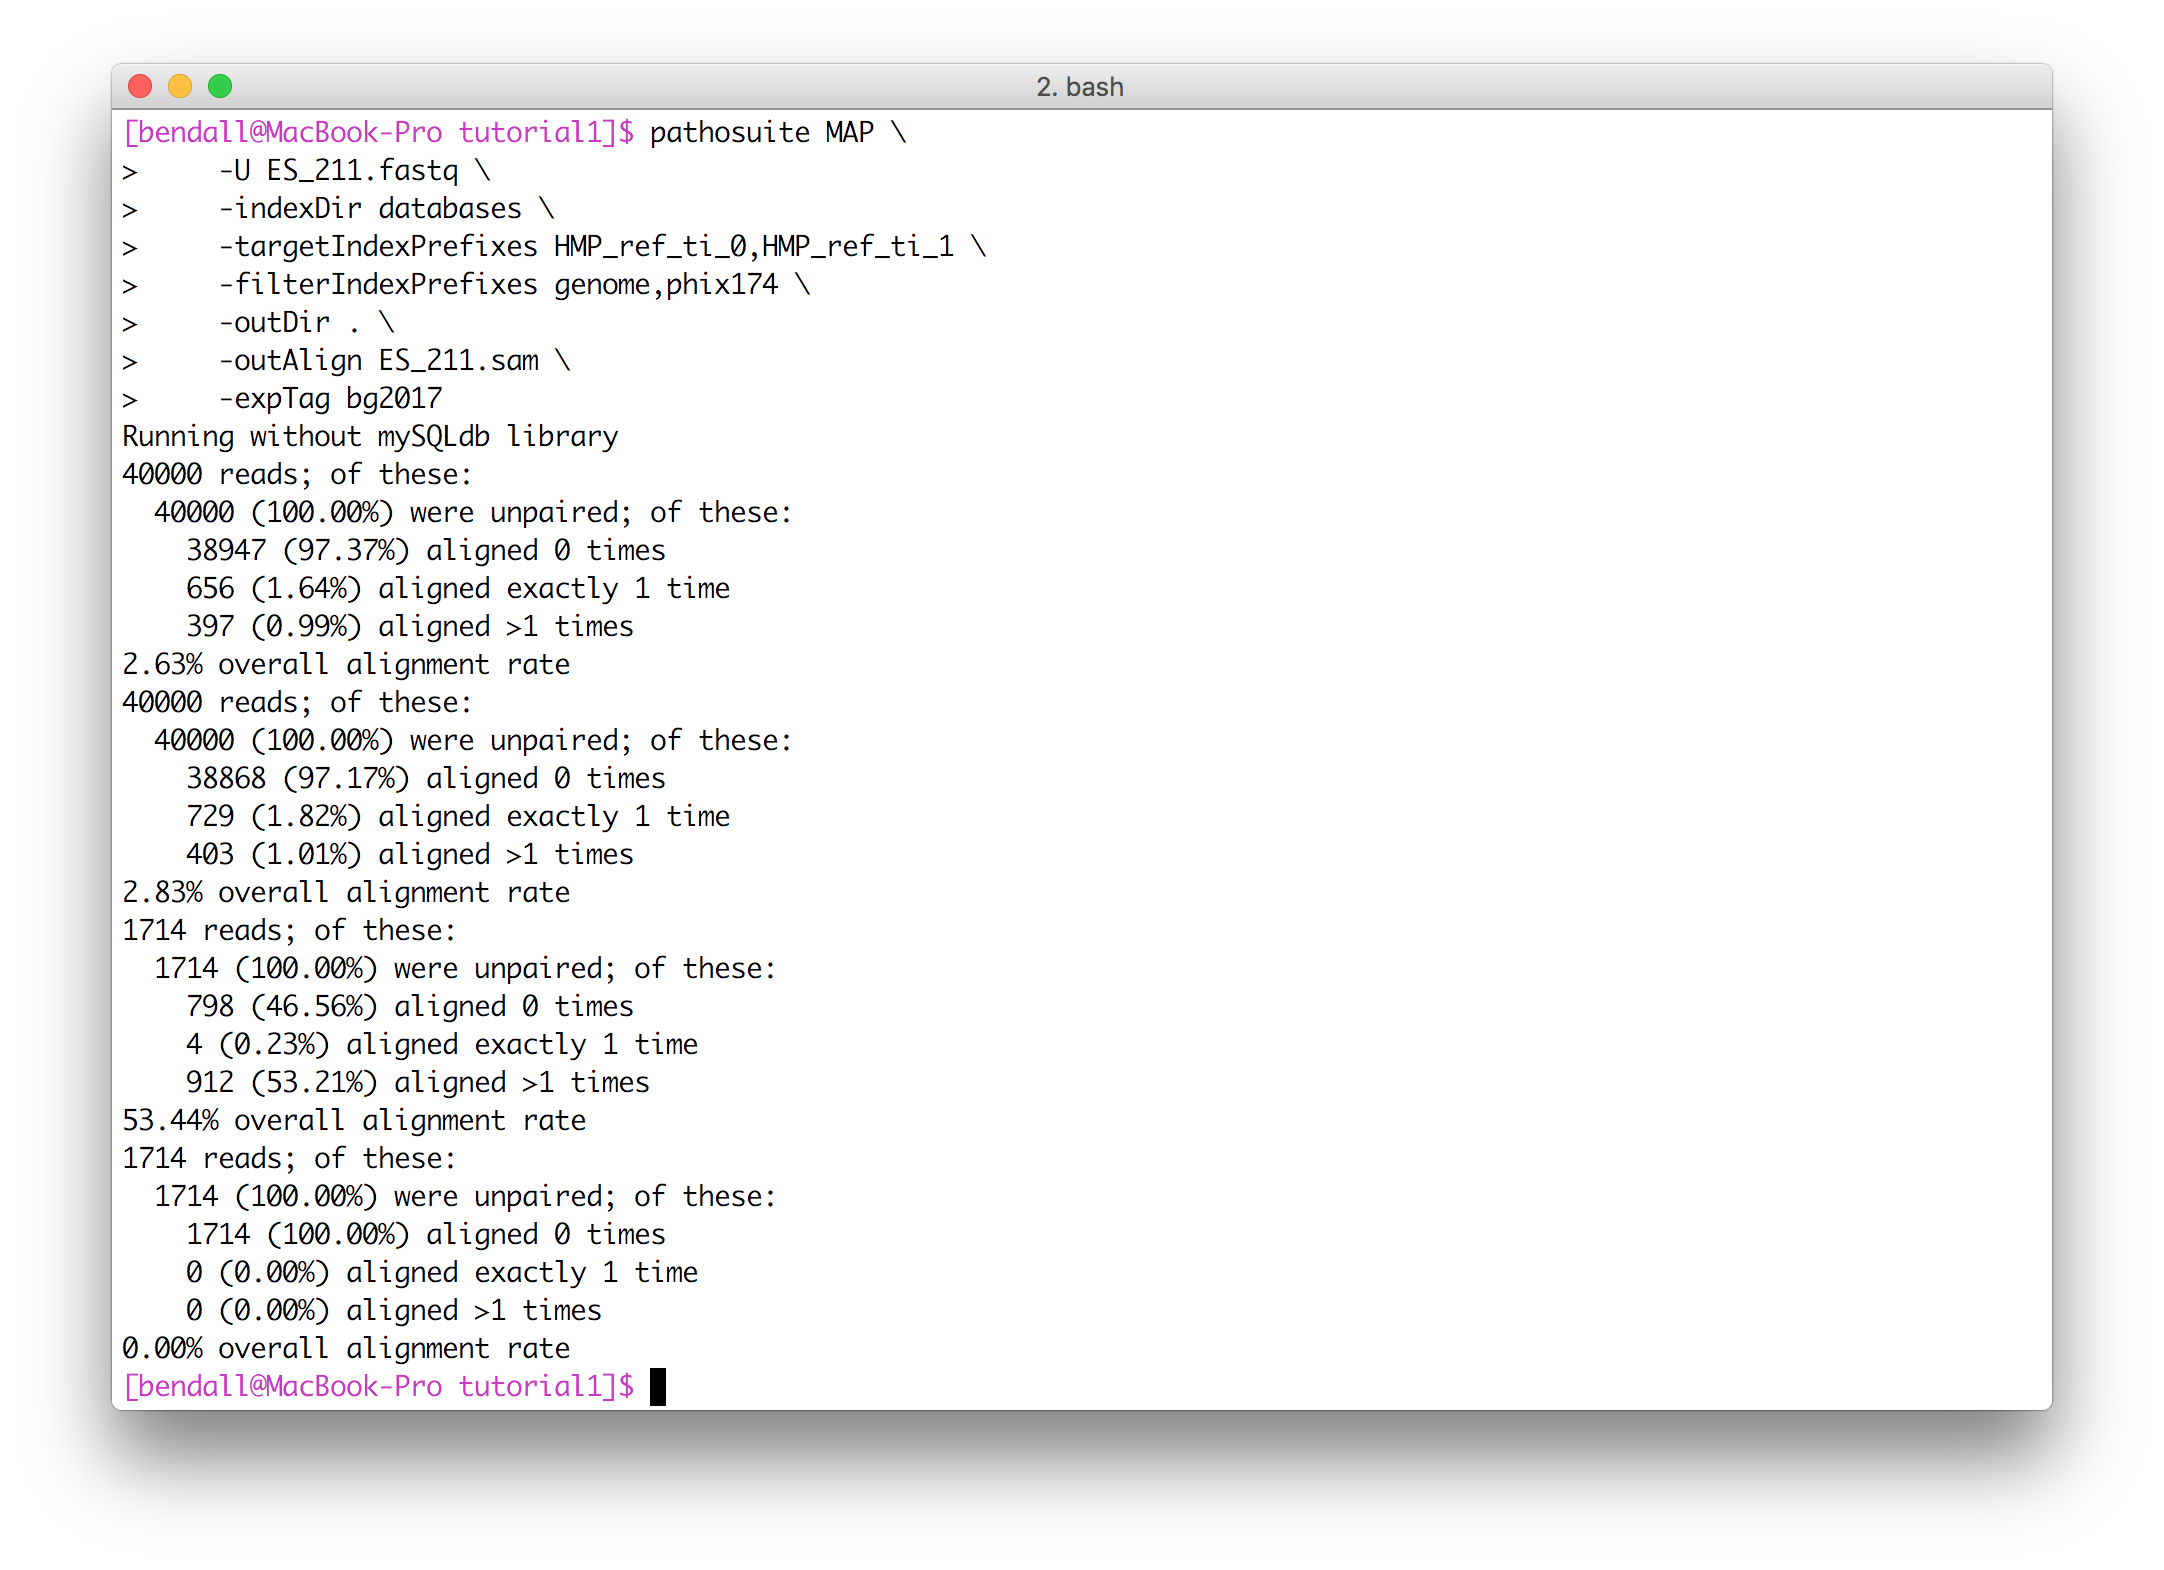 2. bash
[bendall@MacBook-Pro tutorial1]$ pathosuite MAP \
>     -U ES_211.fastq \
>     -indexDir databases \
>     -targetIndexPrefixes HMP_ref_ti_0,HMP_ref_ti_1 \
>     -filterIndexPrefixes genome,phix174 \
>     -outDir . \
>     -outAlign ES_211.sam \
>     -expTag bg2017
Running without mySQLdb library
40000 reads; of these:
  40000 (100.00%) were unpaired; of these:
    38947 (97.37%) aligned 0 times
    656 (1.64%) aligned exactly 1 time
    397 (0.99%) aligned >1 times
2.63% overall alignment rate
40000 reads; of these:
  40000 (100.00%) were unpaired; of these:
    38868 (97.17%) aligned 0 times
    729 (1.82%) aligned exactly 1 time
    403 (1.01%) aligned >1 times
2.83% overall alignment rate
1714 reads; of these:
  1714 (100.00%) were unpaired; of these:
    798 (46.56%) aligned 0 times
    4 (0.23%) aligned exactly 1 time
    912 (53.21%) aligned >1 times
53.44% overall alignment rate
1714 reads; of these:
  1714 (100.00%) were unpaired; of these:
    1714 (100.00%) aligned 0 times
    0 (0.00%) aligned exactly 1 time
    0 (0.00%) aligned >1 times
0.00% overall alignment rate
[bendall@MacBook-Pro tutorial1]$